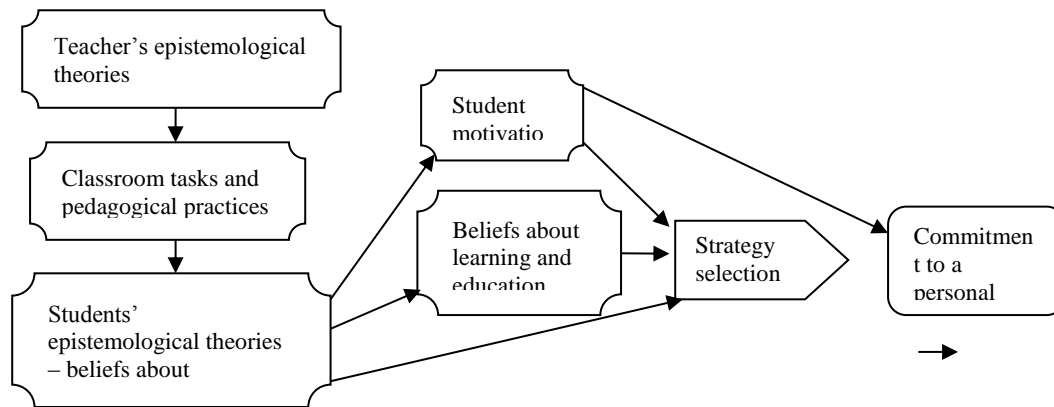 Teacher’s epistemological
theories
Student
motivatio
Classroom tasks and
pedagogical practices
Beliefs about
learning and
education
Strategy
selection
Commitmen
t to a
personal
Students’
epistemological theories
– beliefs about